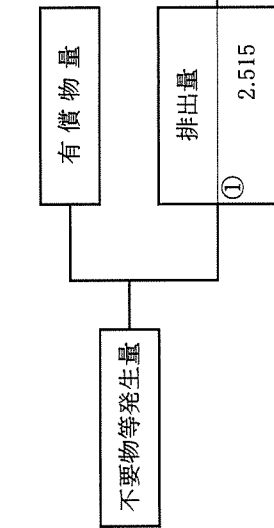 不要物等発生量
有償物量
排出量
①
2.515